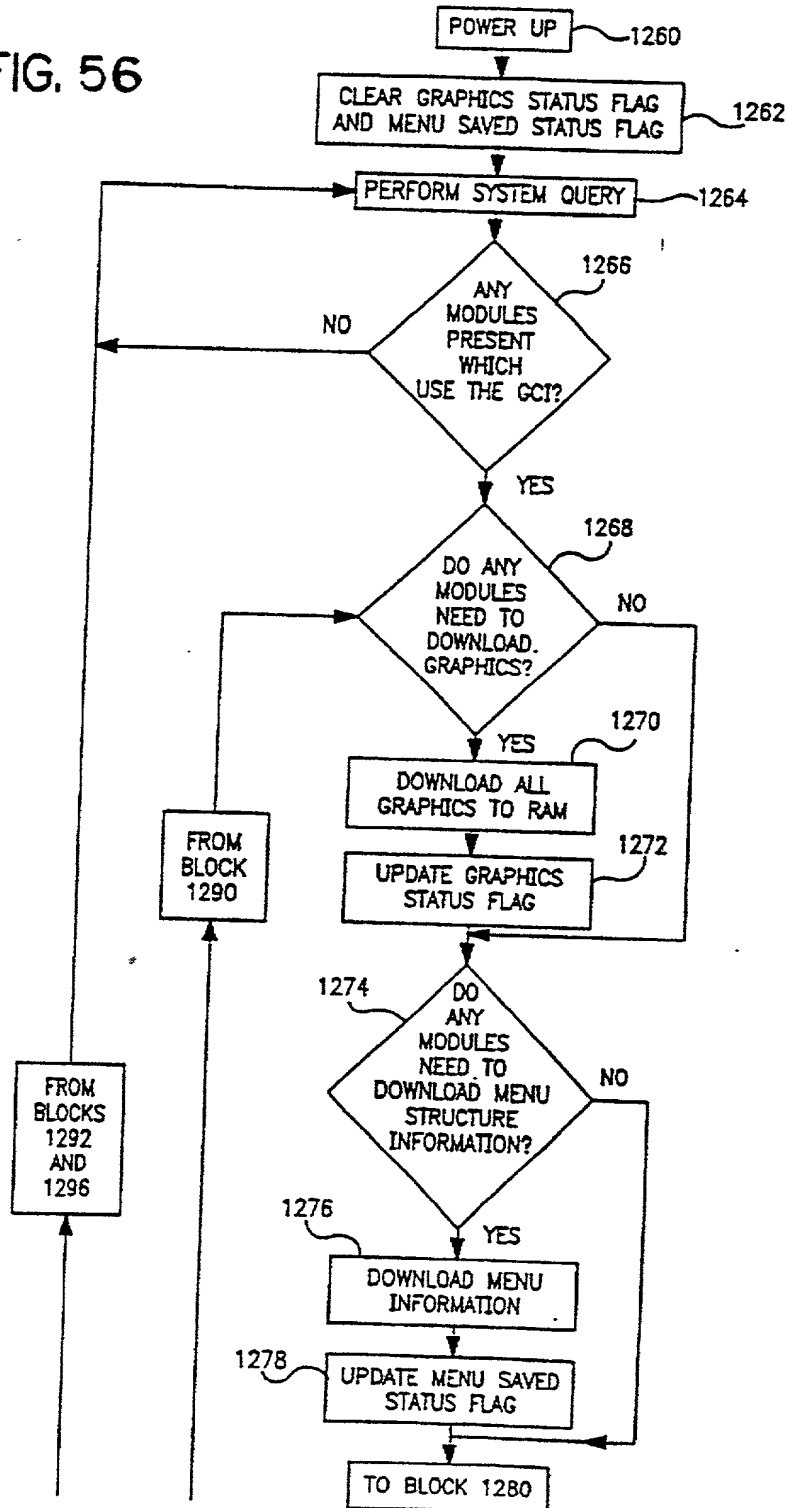 FIG. 56
POWER UP
1260
CLEAR GRAPHICS STATUS FLAG
AND MENU SAVED STATUS FLAG
1262
PERFORM SYSTEM QUERY
1264
1266
ANY
MODULES
PRESENT
WHICH
USE THE GCI?
NO
YES
1268
DO ANY
MODULES
NEED TO
DOWNLOAD.
GRAPHICS?
NO
YES
1270
DOWNLOAD ALL
GRAPHICS TO RAM
FROM
BLOCK
1290
1272
UPDATE GRAPHICS
STATUS FLAG
1274
DO
ANY
MODULES
NEED TO
DOWNLOAD MENU
STRUCTURE
INFORMATION?
NO
FROM
BLOCKS
1292
AND
1296
YES
1276
DOWNLOAD MENU
INFORMATION
1278
UPDATE MENU SAVED
STATUS FLAG
TO BLOCK 1280